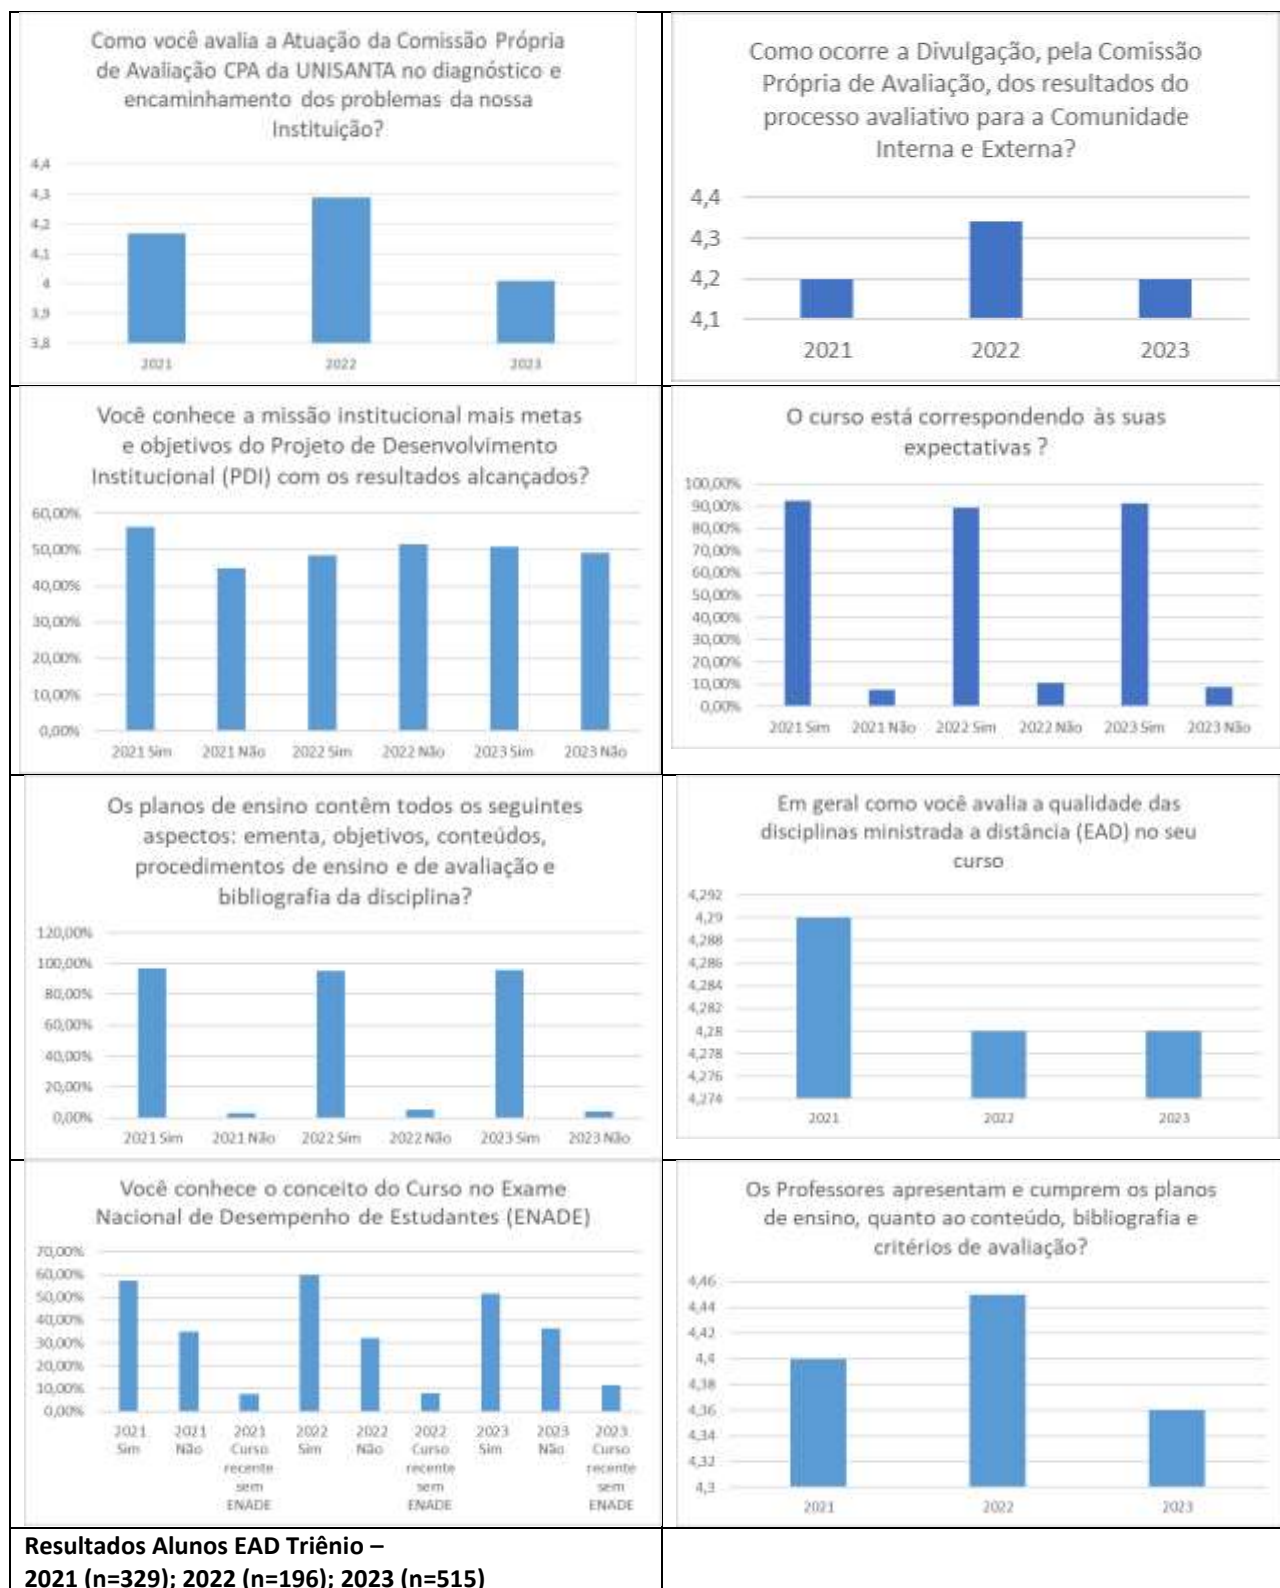 Como você avalia a Atuação da Comissão Própria
de Avaliação CPA da UNISANTA no diagnóstico e
encaminhamento dos problemas da nossa
Instituição?
4,4
4,3
4,2
4,1
4
3,9
3,8
2021 2022 2023
Como ocorre a Divulgação, pela Comissão
Própria de Avaliação, dos resultados do
processo avaliativo para a Comunidade
Interna e Externa?
4,4
4,3
4,2
4,1
2021 2022 2023
Você conhece a missão institucional mais metas
e objetivos do Projeto de Desenvolvimento
Institucional (PDI) com os resultados alcançados?
60,00%
50,00%
40,00%
30,00%
20,00%
10,00%
0,00%
2021 Sim 2021 Não 2022 Sim 2022 Não 2023 Sim 2023 Não
O curso está correspondendo às suas
expectativas ?
100,00%
90,00%
80,00%
70,00%
60,00%
50,00%
40,00%
30,00%
20,00%
10,00%
0,00%
2021 Sim 2021 Não 2022 Sim 2022 Não 2023 Sim 2023 Não
Os planos de ensino contêm todos os seguintes
aspectos: ementa, objetivos, conteúdos,
procedimentos de ensino e de avaliação e
bibliografia da disciplina?
120,00%
100,00%
80,00%
60,00%
40,00%
20,00%
0,00%
2021 Sim 2021 Não 2022 Sim 2022 Não 2023 Sim 2023 Não
Em geral como você avalia a qualidade das
disciplinas ministrada a distância (EAD) no seu
curso
4,292
4,29
4,288
4,286
4,284
4,282
4,28
4,278
4,276
4,274
2021 2022 2023
Você conhece o conceito do Curso no Exame
Nacional de Desempenho de Estudantes (ENADE)
70,00%
60,00%
50,00%
40,00%
30,00%
20,00%
10,00%
0,00%
2021 2021 2021 2022 2022 2022 2023 2023 2023
Sim Não Curso Sim Não Curso Sim Não Curso
recente recente recente
sem sem sem
ENADE ENADE ENADE
Os Professores apresentam e cumprem os planos
de ensino, quanto ao conteúdo, bibliografia e
critérios de avaliação?
4,46
4,44
4,42
4,4
4,38
4,36
4,34
4,32
4,3
2021 2022 2023
Resultados Alunos EAD Triênio –
2021 (n=329); 2022 (n=196); 2023 (n=515)